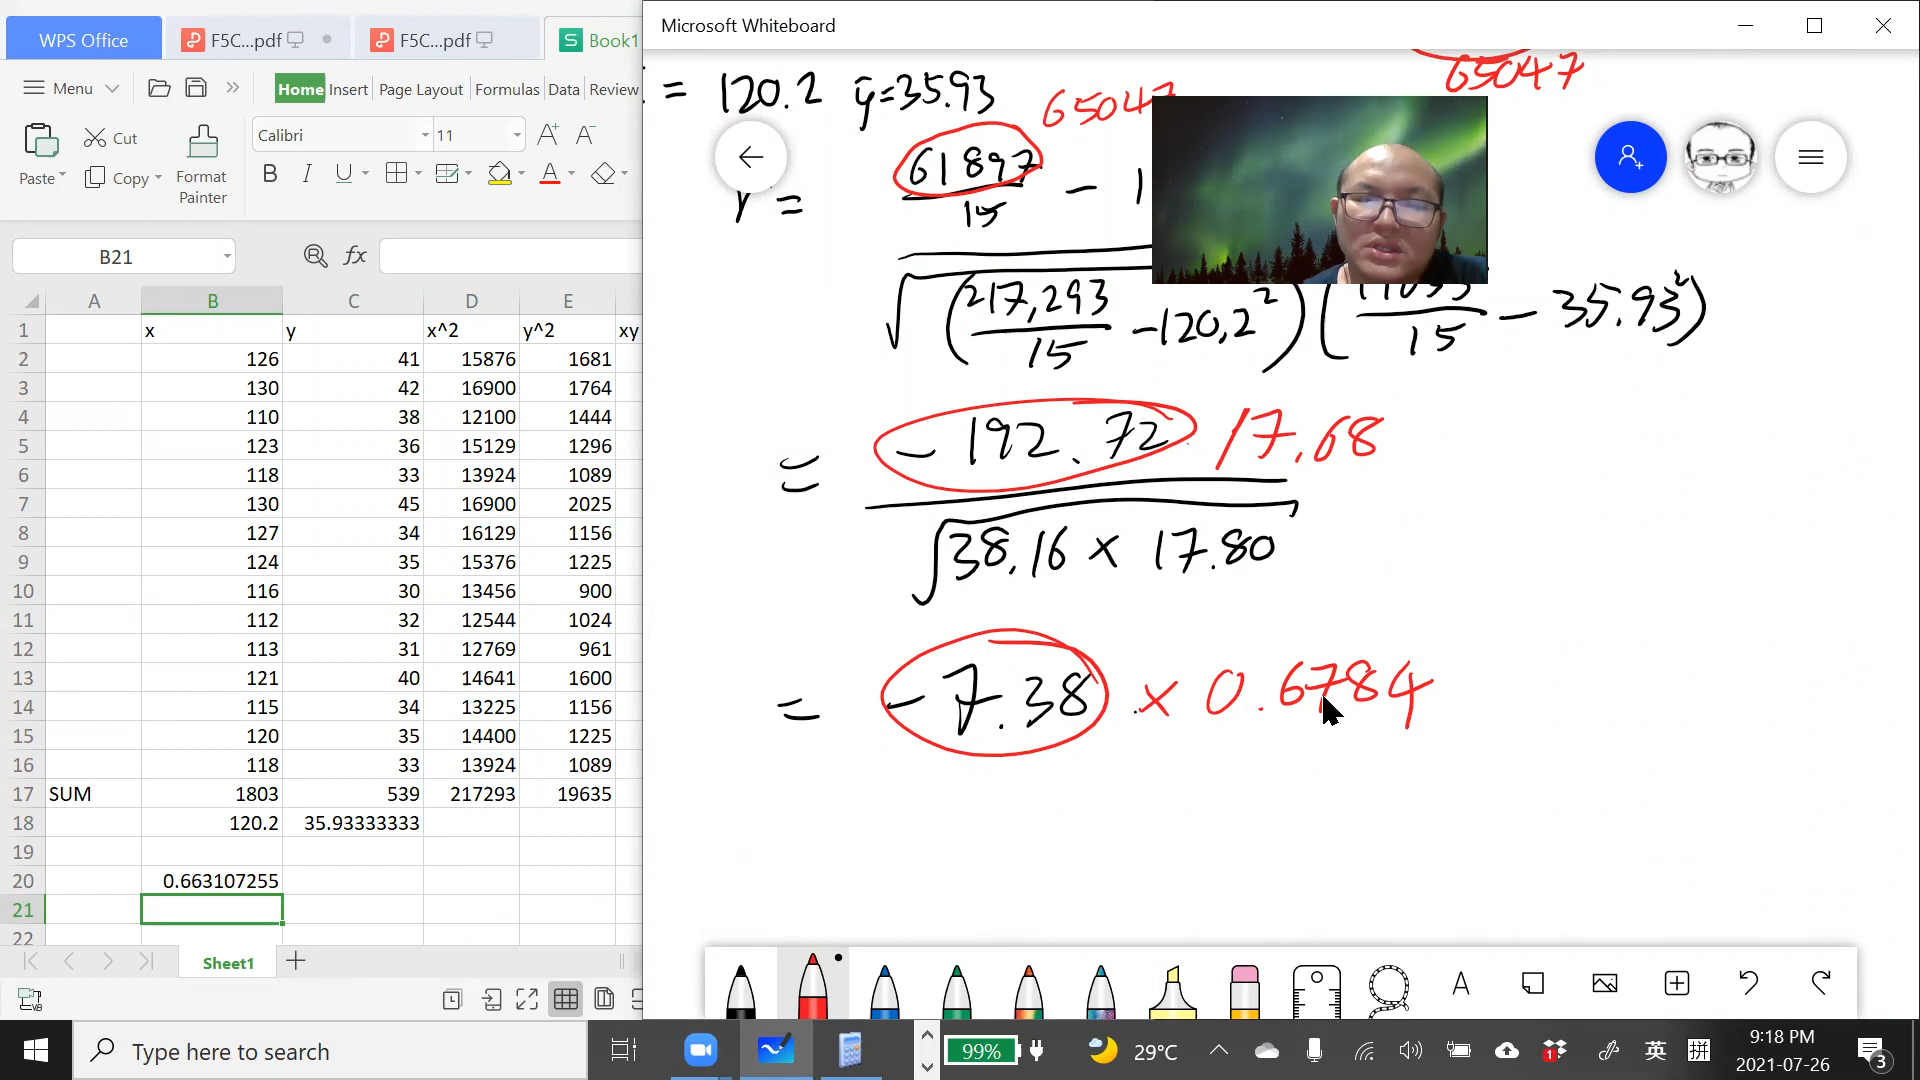 WPS Office
F5C...pdf
F5C...pdf
Book1
Microsoft Whiteboard
Menu
Home Insert Page Layout Formulas Data Review
Paste
Cut
Copy
Format
Painter
Calibri
11
B I U A
B21
fx
A B C D E
1 x y x^2 y^2 xy
2 126 41 15876 1681
3 130 42 16900 1764
4 110 38 12100 1444
5 123 36 15129 1296
6 118 33 13924 1089
7 130 45 16900 2025
8 127 34 16129 1156
9 124 35 15376 1225
10 116 30 13456 900
11 112 32 12544 1024
12 113 31 12769 961
13 121 40 14641 1600
14 115 34 13225 1156
15 120 35 14400 1225
16 118 33 13924 1089
17 SUM 1803 539 217293 19635
18 120.2 35.93333333
19
20 0.663107255
21
22
Sheet1
= 120.2 ȳ=35.93
65047
65047
61897
15
- 1
r =
√(217,293
15
-120.2²)(
15
- 35.93²)
= -192.72 17.68
√38.16 × 17.80
= -7.38 × 0.6784
Type here to search
99%
29°C
英
拼
9:18 PM
2021-07-26
1
3